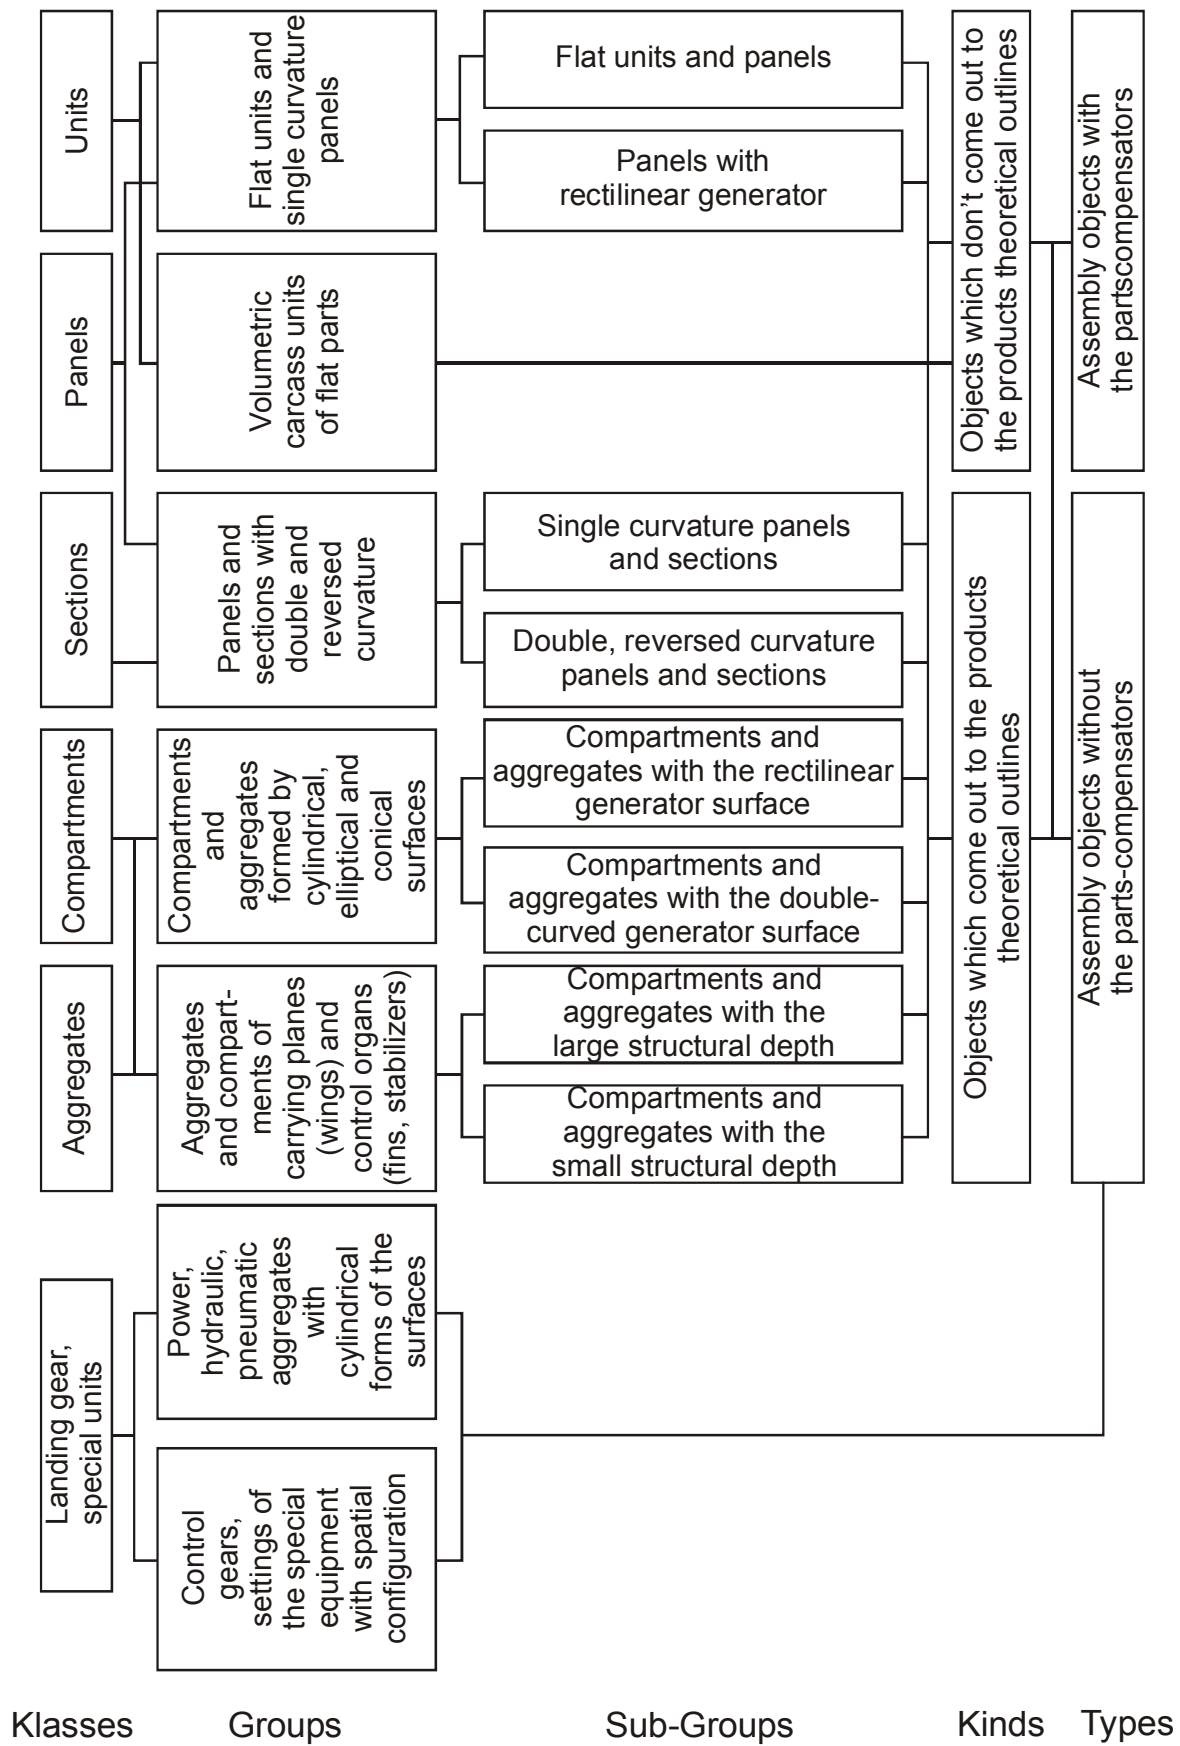 Units
Panels
Sections
Compartments
Aggregates
Landing gear,
special units
Flat units and
single curvature
panels
Volumetric
carcass units
of flat parts
Panels and
sections with
double and
reversed
curvature
Compartments
and
aggregates
formed by
cylindrical,
elliptical and
conical
surfaces
Aggregates
and compart-
ments of
carrying planes
(wings) and
control organs
(fins, stabilizers)
Power,
hydraulic,
pneumatic
aggregates
with
cylindrical
forms of the
surfaces
Control
gears,
settings of
the special
equipment
with spatial
configuration
Flat units and panels
Panels with
rectilinear generator
Single curvature panels
and sections
Double, reversed curvature
panels and sections
Compartments and
aggregates with the rectilinear
generator surface
Compartments and
aggregates with the double-
curved generator surface
Compartments and
aggregates with the
large structural depth
Compartments and
aggregates with the
small structural depth
Objects which don't come out to
the products theoretical outlines
Objects which come out to the products
theoretical outlines
Assembly objects with
the partscompensators
Assembly objects without
the parts-compensators
Klasses
Groups
Sub-Groups
Kinds
Types